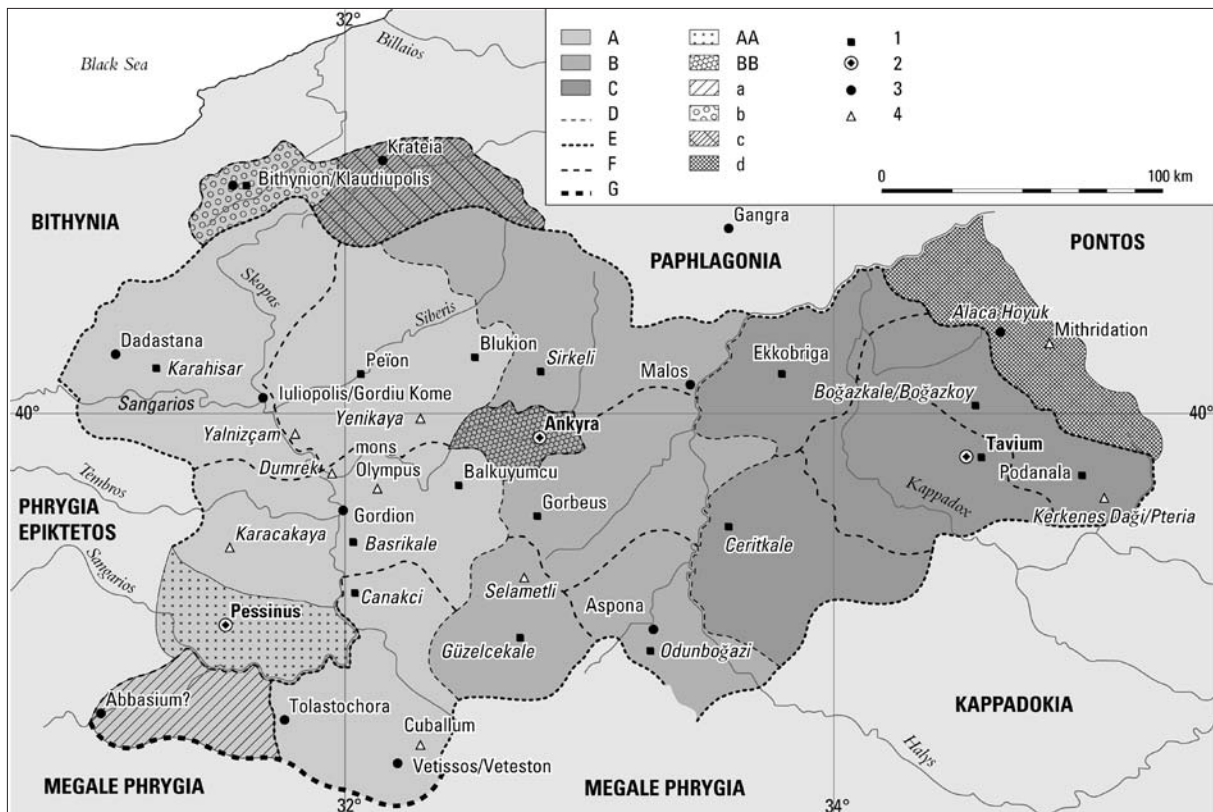 32°
Billaios
Black Sea
A
B
C
D
E
F
G
AA
BB
a
b
c
d
1
2
3
4
0
100 km
Krateia
Bithynion/Klaudiupolis
BITHYNIA
Gangra
PAPHLAGONIA
PONTOS
Skopas
Siberis
Alaca Hoyuk
Mithridation
Dadastana
Karahisar
Peïon
Blukion
Sirkeli
Malos
Ekkobriga
Boğazkale/Boğazkoy
Iuliopolis/Gordiu Kome
Sangarios
40°
40°
Yenikaya
Yalnizçam
Ankyra
mons
Olympus
Dumrek
Balkuyumcu
Tavium
Podanala
Tembros
Kappadox
Kerkenes Daği/Pteria
PHRYGIA
EPIKTETOS
Gordion
Gorbeus
Ceritkale
Karacakaya
Basrikale
Sangarios
Canakci
Selametli
Pessinus
Aspona
Güzelcekale
Odunboğazi
Abbasium?
Tolastochora
Cuballum
Vetissos/Veteston
KAPPADOKIA
Halys
MEGALE PHRYGIA
32°
MEGALE PHRYGIA
34°